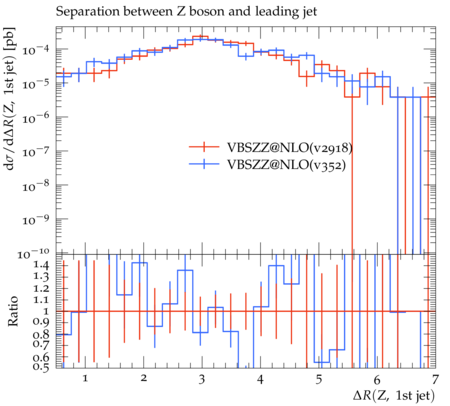 Separation between Z boson and leading jet
dσ/dΔR(Z, 1st jet) [pb]
10⁻⁴
10⁻⁵
10⁻⁶
10⁻⁷
10⁻⁸
10⁻⁹
10⁻¹⁰
VBSZZ@NLO(v2918)
VBSZZ@NLO(v352)
Ratio
1.4
1.3
1.2
1.1
1
0.9
0.8
0.7
0.6
0.5
1 2 3 4 5 6 7
ΔR(Z, 1st jet)